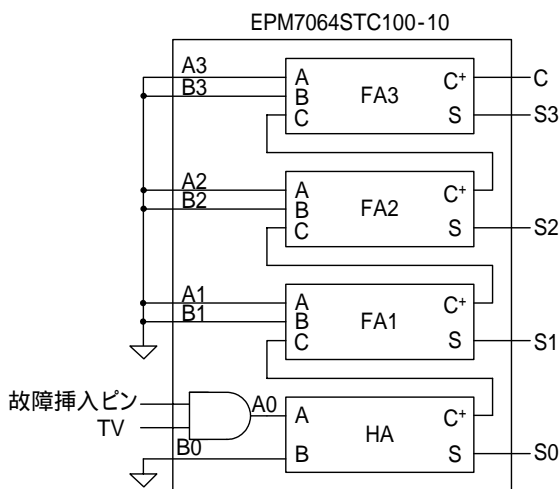 EPM7064STC100-10
A3
B3
A
B
C
FA3
C+
S
C
S3
A2
B2
A
B
C
FA2
C+
S
S2
A1
B1
A
B
C
FA1
C+
S
S1
故障挿入ピン
TV
A0
B0
A
B
HA
C+
S
S0